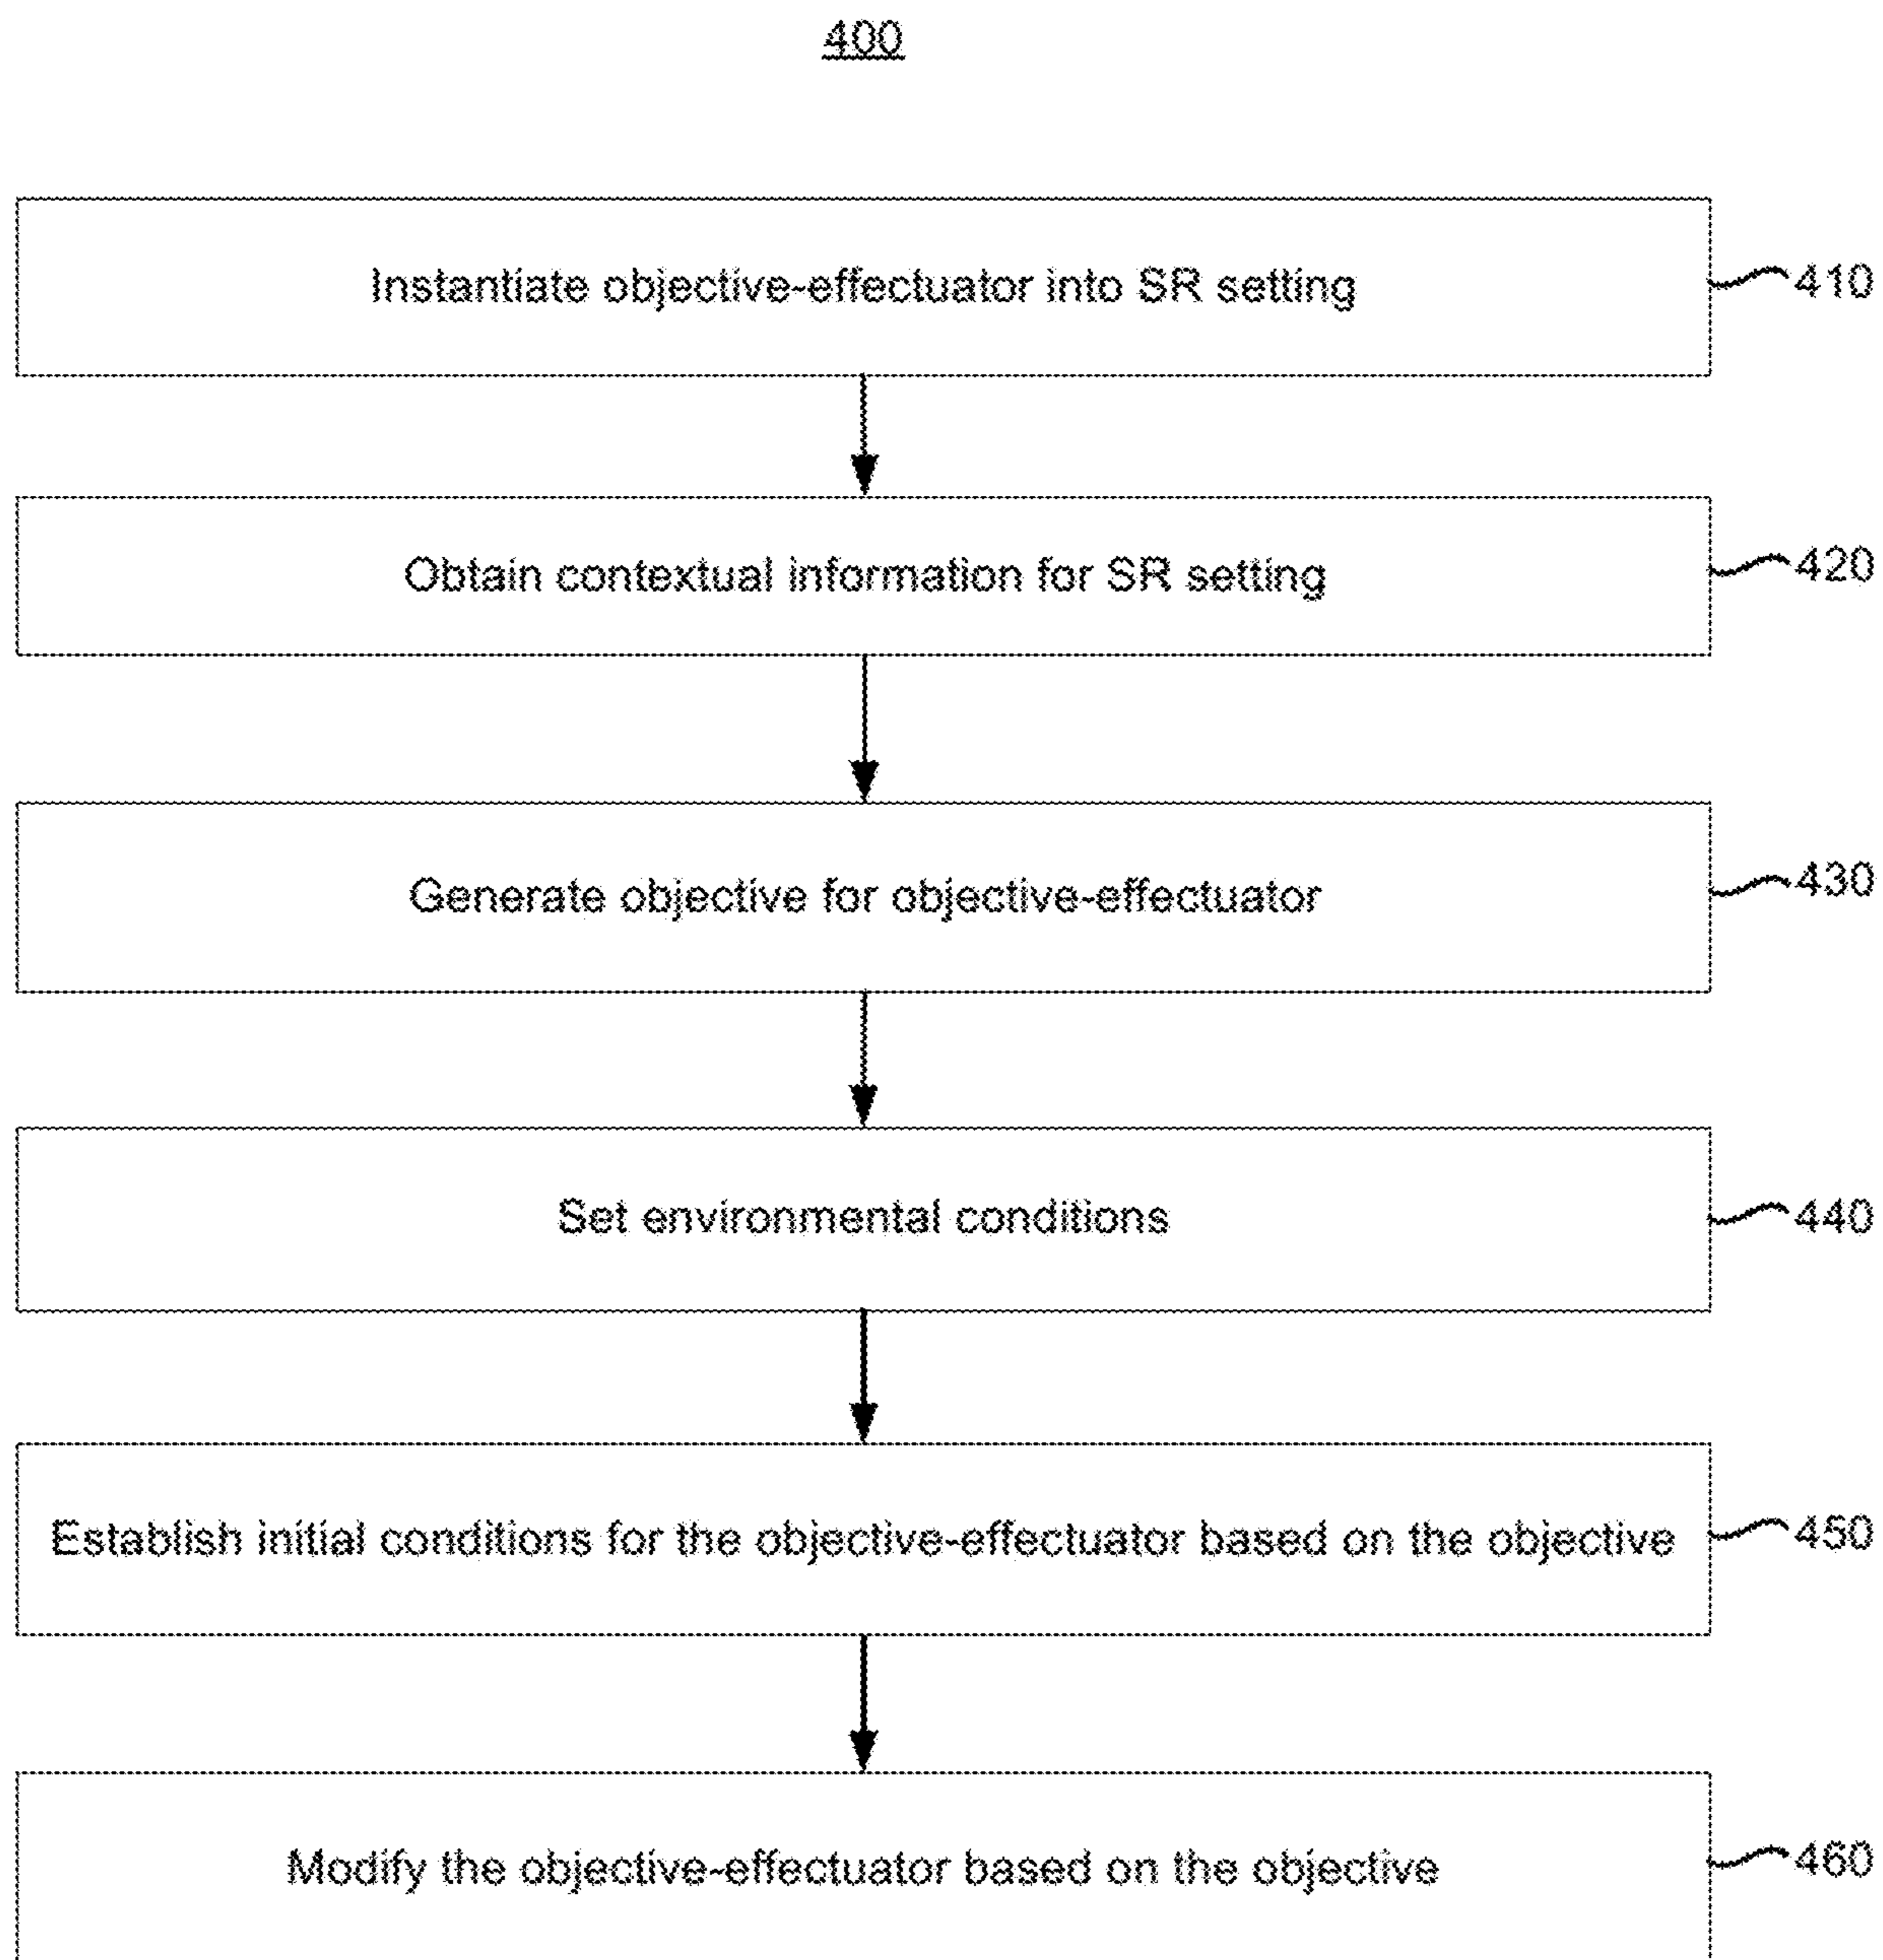 400
Instantiate objective-effectuator into SR setting
410
Obtain contextual information for SR setting
420
Generate objective for objective-effectuator
430
Set environmental conditions
440
Establish initial conditions for the objective-effectuator based on the objective
450
Modify the objective-effectuator based on the objective
460